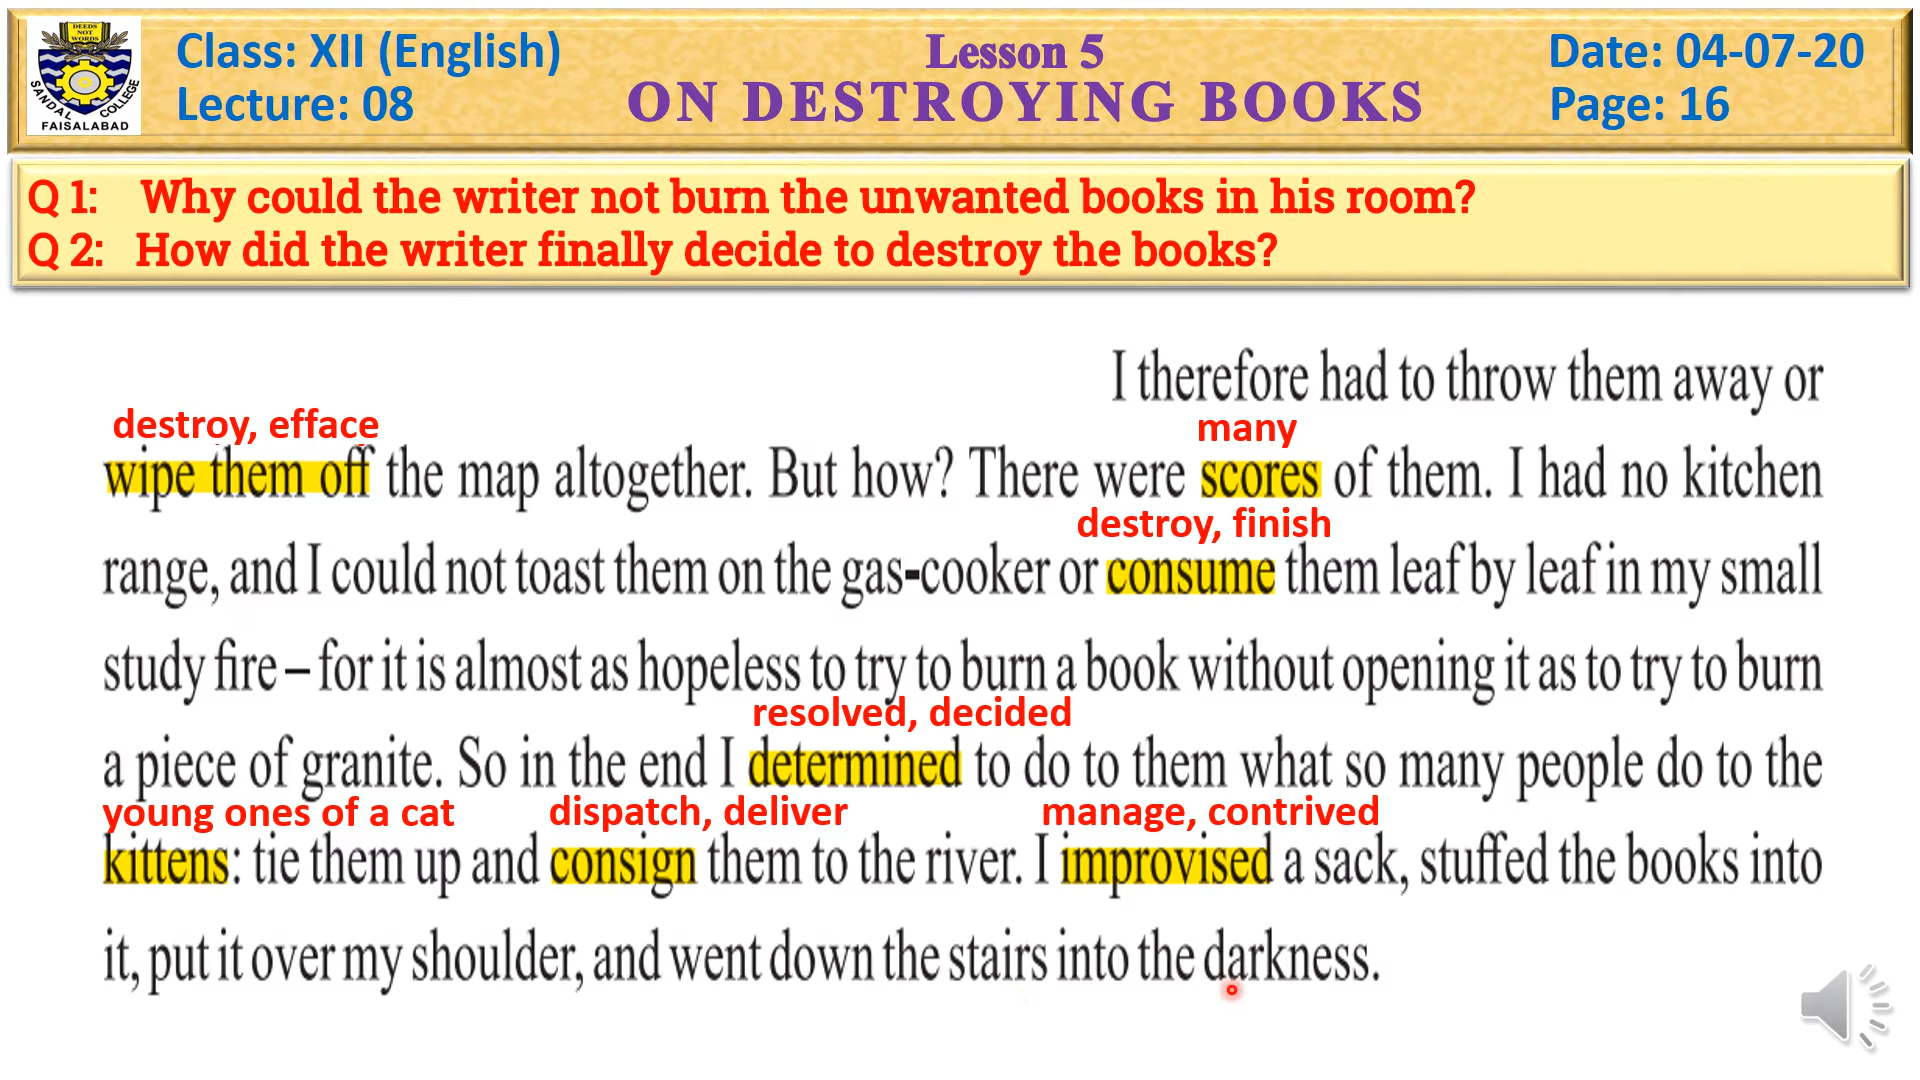 DEEDS
NOT
WORDS
SANDAL COLLEGE
FAISALABAD
Class: XII (English)
Lecture: 08
Lesson 5
ON DESTROYING BOOKS
Date: 04-07-20
Page: 16
Q 1: Why could the writer not burn the unwanted books in his room?
Q 2: How did the writer finally decide to destroy the books?
I therefore had to throw them away or
destroy, efface many
wipe them off the map altogether. But how? There were scores of them. I had no kitchen
destroy, finish
range, and I could not toast them on the gas-cooker or consume them leaf by leaf in my small
study fire – for it is almost as hopeless to try to burn a book without opening it as to try to burn
resolved, decided
a piece of granite. So in the end I determined to do to them what so many people do to the
young ones of a cat dispatch, deliver manage, contrived
kittens: tie them up and consign them to the river. I improvised a sack, stuffed the books into
it, put it over my shoulder, and went down the stairs into the darkness.